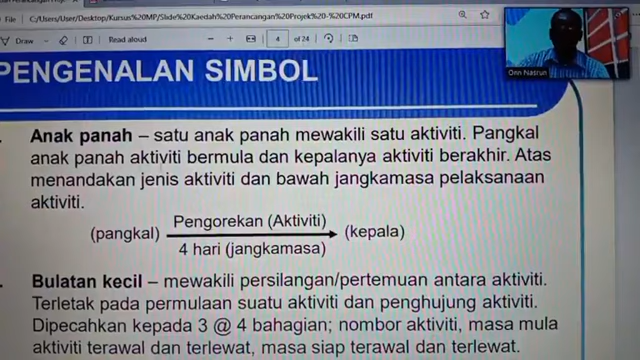 File C:/Users/User/Desktop/Kursus%20MP/Slide%20Kaedah%20Perancangan%20Projek%20-%20CPM.pdf
Draw Read aloud 4 of 24
PENGENALAN SIMBOL
Onn Nasrun
Anak panah – satu anak panah mewakili satu aktiviti. Pangkal
anak panah aktiviti bermula dan kepalanya aktiviti berakhir. Atas
menandakan jenis aktiviti dan bawah jangkamasa pelaksanaan
aktiviti.
Pengorekan (Aktiviti)
(pangkal) (kepala)
4 hari (jangkamasa)
Bulatan kecil – mewakili persilangan/pertemuan antara aktiviti.
Terletak pada permulaan suatu aktiviti dan penghujung aktiviti.
Dipecahkan kepada 3 @ 4 bahagian; nombor aktiviti, masa mula
aktiviti terawal dan terlewat, masa siap terawal dan terlewat.